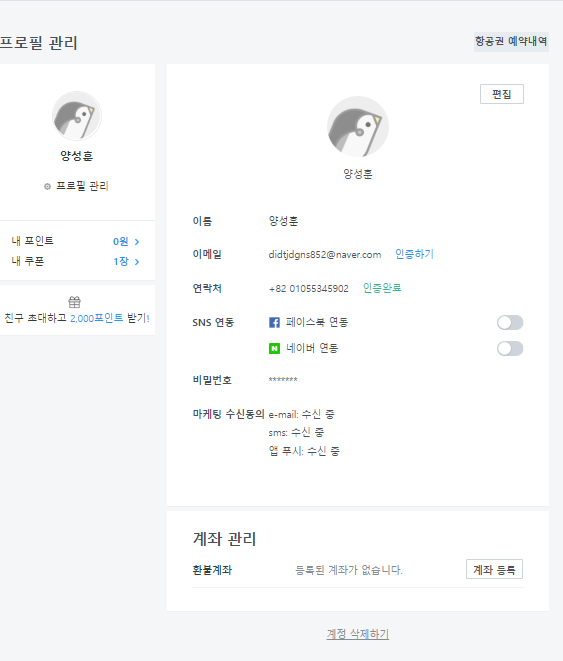 프로필 관리
항공권 예약내역
양성훈
프로필 관리
내 포인트 0원 >
내 쿠폰 1장 >
친구 초대하고 2,000포인트 받기!
편집
양성훈
이름 양성훈
이메일 didtjdgns852@naver.com 인증하기
연락처 +82 01055345902 인증완료
SNS 연동 페이스북 연동
네이버 연동
비밀번호 *******
마케팅 수신동의 e-mail: 수신 중
sms: 수신 중
앱 푸시: 수신 중
계좌 관리
환불계좌 등록된 계좌가 없습니다. 계좌 등록
계정 삭제하기